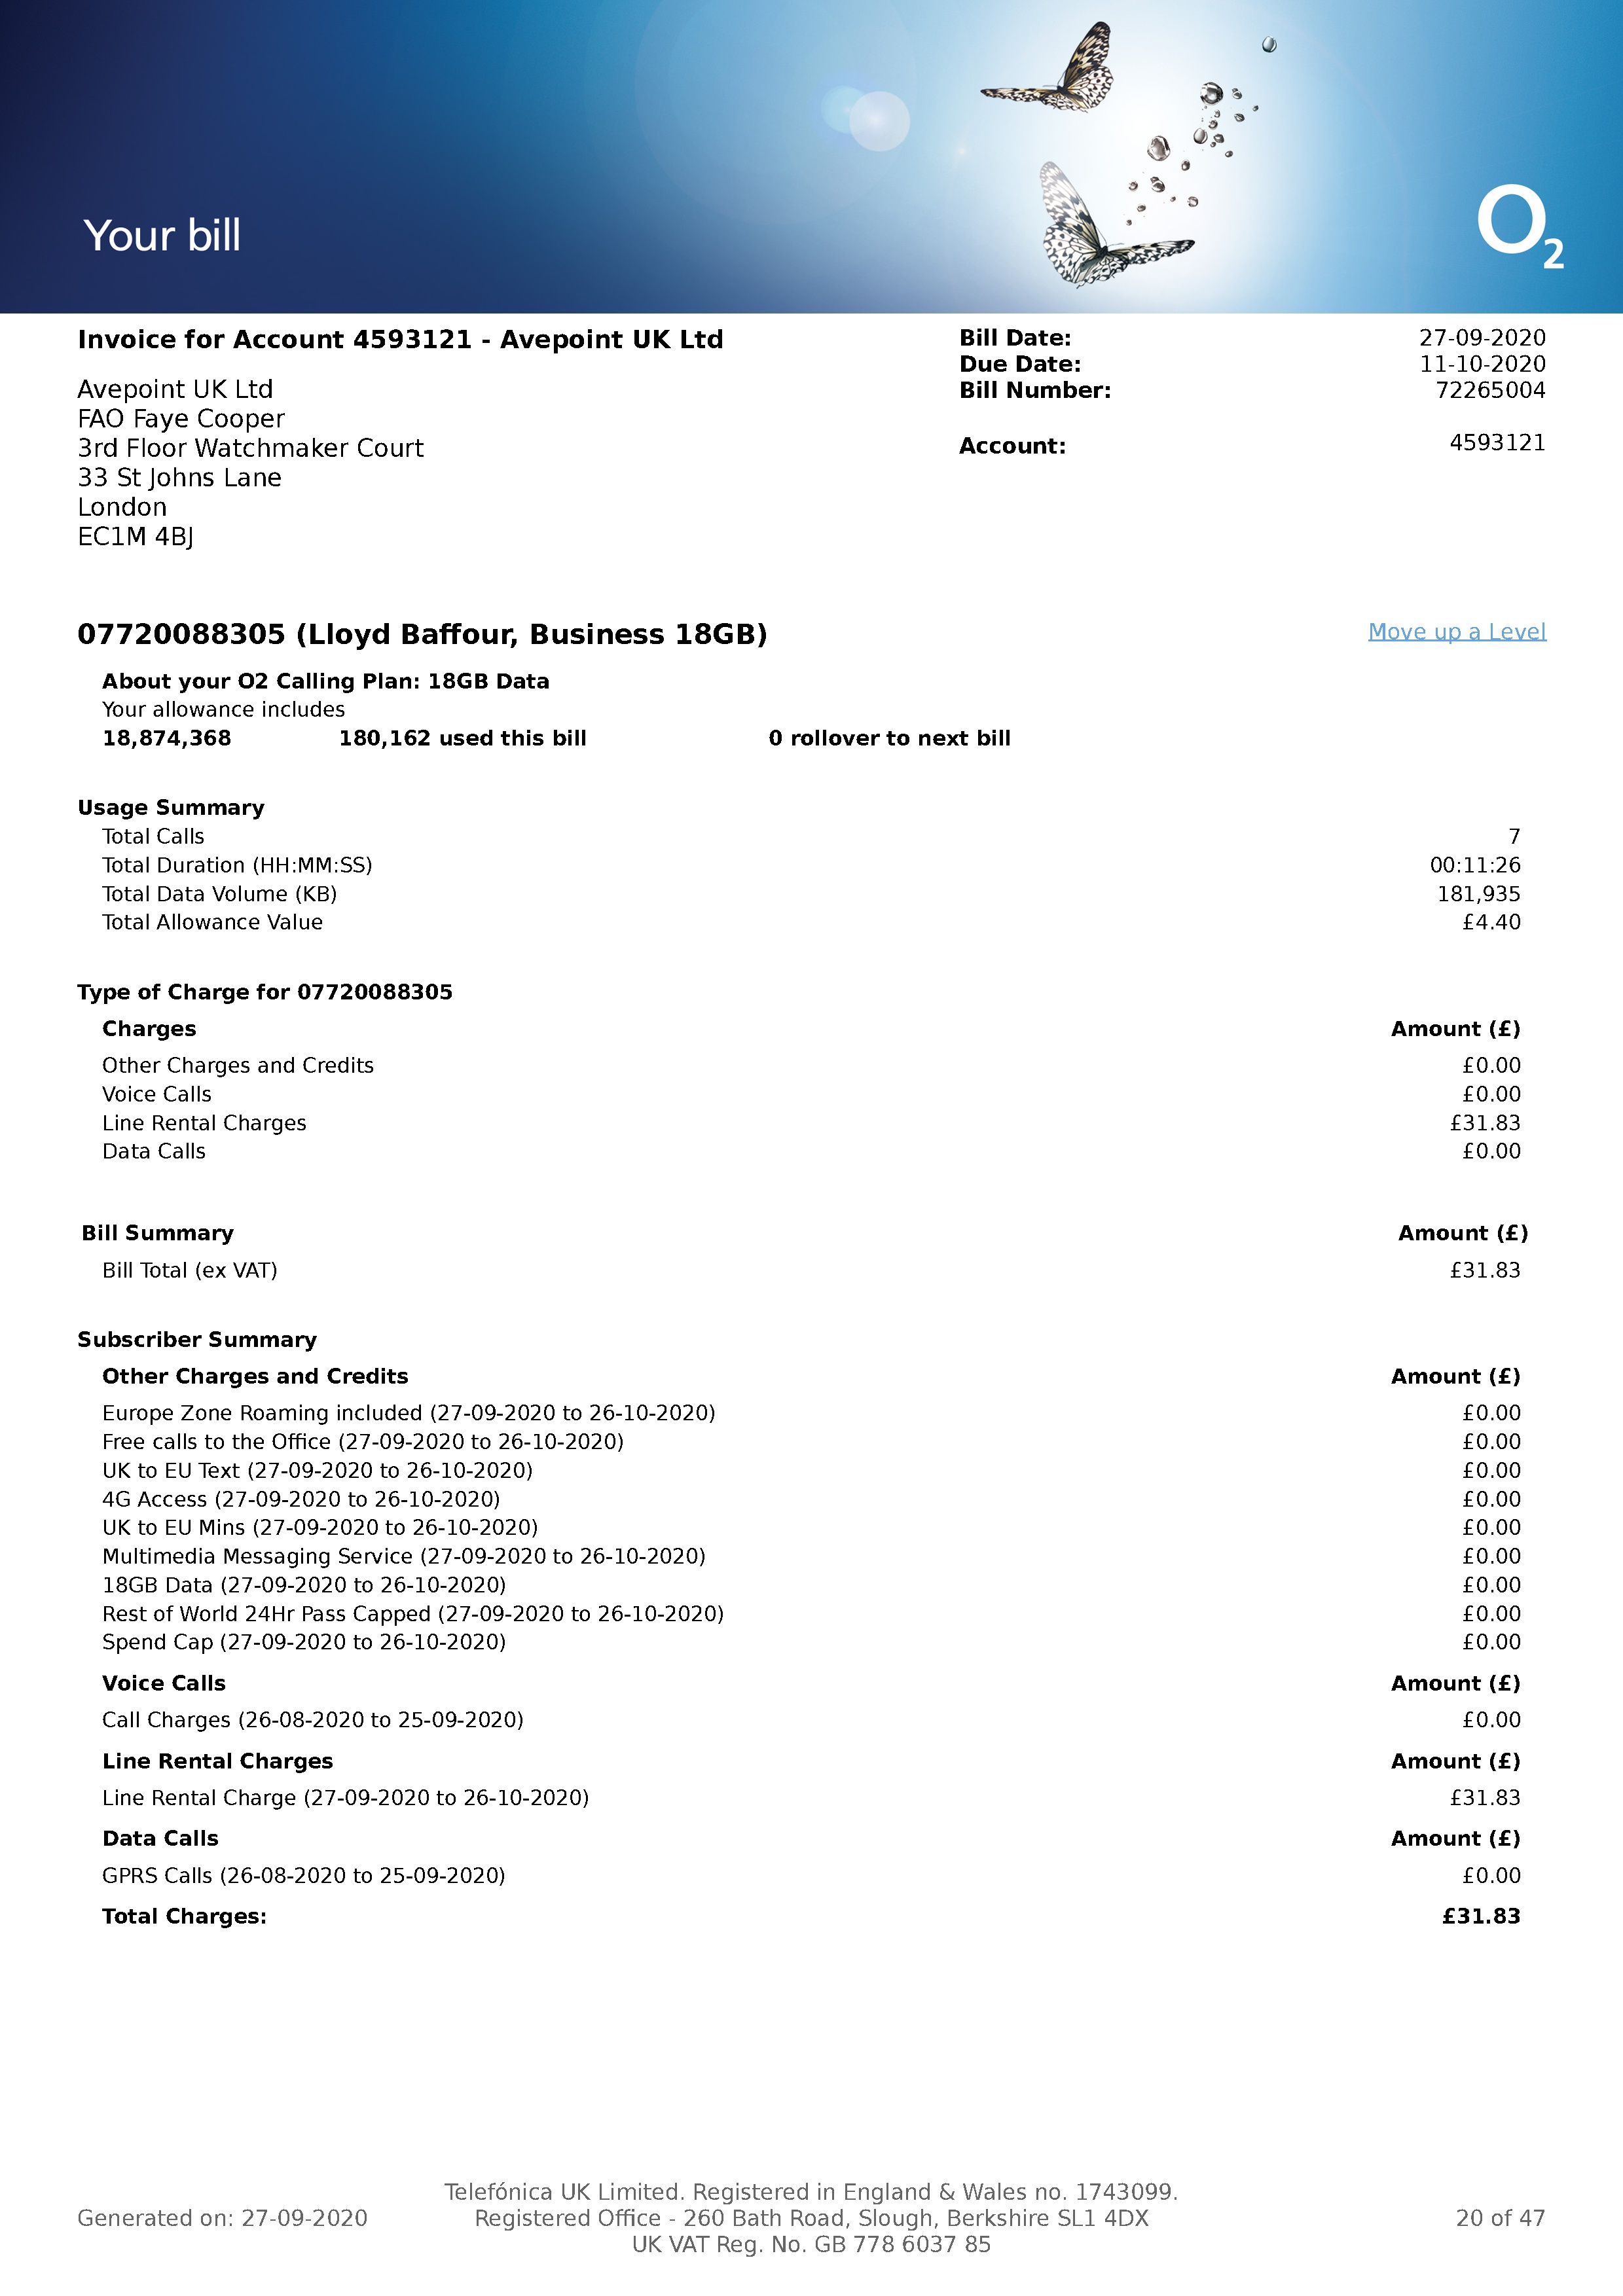 Your bill
O2
Invoice for Account 4593121 - Avepoint UK Ltd
Avepoint UK Ltd
FAO Faye Cooper
3rd Floor Watchmaker Court
33 St Johns Lane
London
EC1M 4BJ
Bill Date: 27-09-2020
Due Date: 11-10-2020
Bill Number: 72265004
Account: 4593121
07720088305 (Lloyd Baffour, Business 18GB) Move up a Level
About your O2 Calling Plan: 18GB Data
Your allowance includes
18,874,368 180,162 used this bill 0 rollover to next bill
Usage Summary
Total Calls 7
Total Duration (HH:MM:SS) 00:11:26
Total Data Volume (KB) 181,935
Total Allowance Value £4.40
Type of Charge for 07720088305
Charges Amount (£)
Other Charges and Credits £0.00
Voice Calls £0.00
Line Rental Charges £31.83
Data Calls £0.00
Bill Summary Amount (£)
Bill Total (ex VAT) £31.83
Subscriber Summary
Other Charges and Credits Amount (£)
Europe Zone Roaming included (27-09-2020 to 26-10-2020) £0.00
Free calls to the Office (27-09-2020 to 26-10-2020) £0.00
UK to EU Text (27-09-2020 to 26-10-2020) £0.00
4G Access (27-09-2020 to 26-10-2020) £0.00
UK to EU Mins (27-09-2020 to 26-10-2020) £0.00
Multimedia Messaging Service (27-09-2020 to 26-10-2020) £0.00
18GB Data (27-09-2020 to 26-10-2020) £0.00
Rest of World 24Hr Pass Capped (27-09-2020 to 26-10-2020) £0.00
Spend Cap (27-09-2020 to 26-10-2020) £0.00
Voice Calls Amount (£)
Call Charges (26-08-2020 to 25-09-2020) £0.00
Line Rental Charges Amount (£)
Line Rental Charge (27-09-2020 to 26-10-2020) £31.83
Data Calls Amount (£)
GPRS Calls (26-08-2020 to 25-09-2020) £0.00
Total Charges: £31.83
Telefónica UK Limited. Registered in England & Wales no. 1743099.
Generated on: 27-09-2020 Registered Office - 260 Bath Road, Slough, Berkshire SL1 4DX 20 of 47
UK VAT Reg. No. GB 778 6037 85